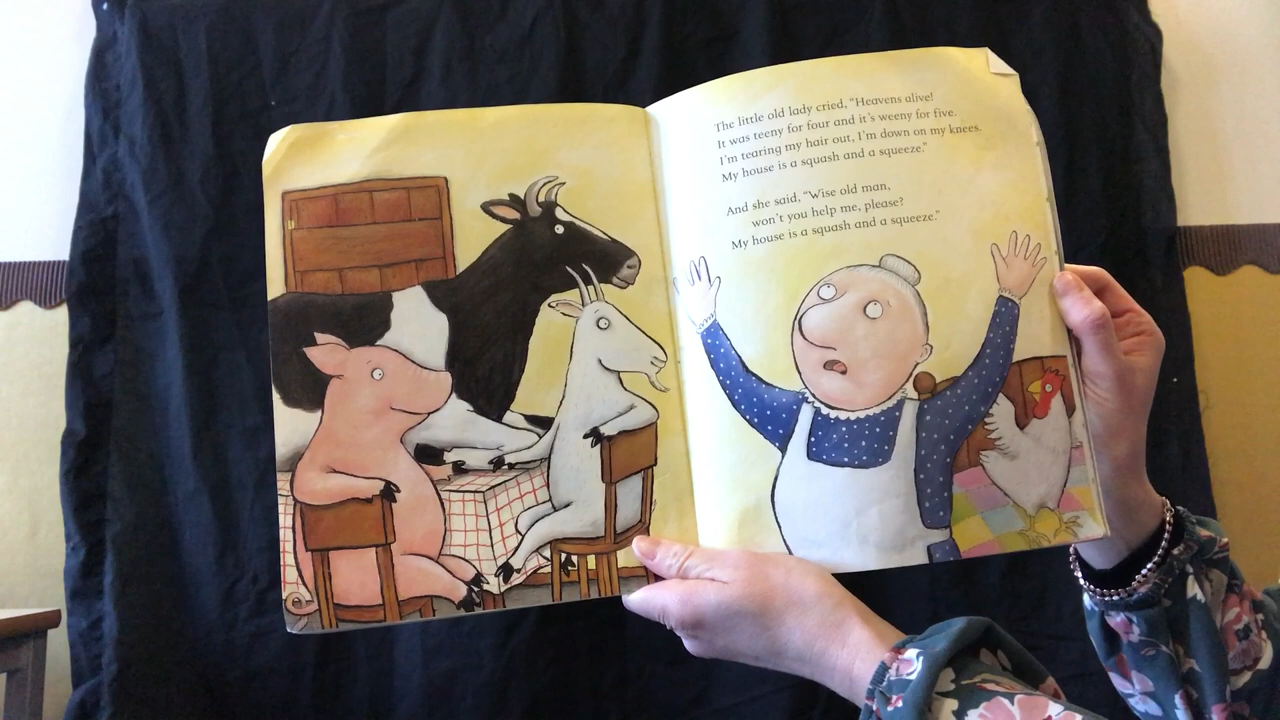 The little old lady cried, "Heavens alive!
It was teeny for four and it's weeny for five.
I'm tearing my hair out, I'm down on my knees.
My house is a squash and a squeeze."
And she said, "Wise old man,
won't you help me, please?
My house is a squash and a squeeze."